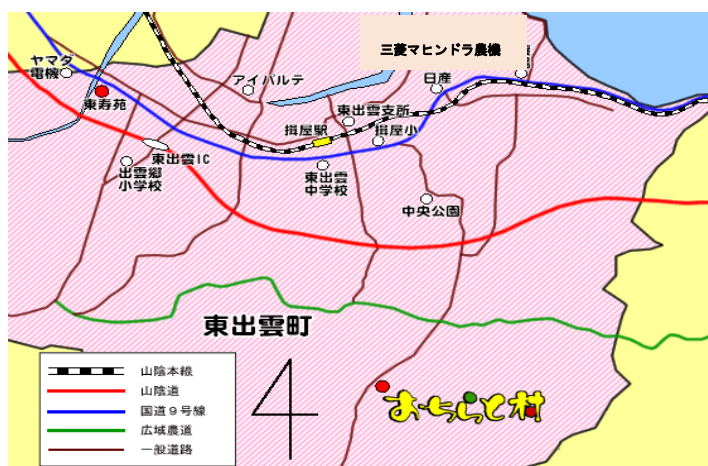 三菱マヒンドラ農機
ヤマダ
電機
東寿苑
アイパルテ
日産
東出雲支所
揖屋駅
揖屋小
東出雲IC
出雲郷
小学校
東出雲
中学校
中央公園
東出雲町
山陰本線
山陰道
国道9号線
広域農道
一般道路
おちらと村